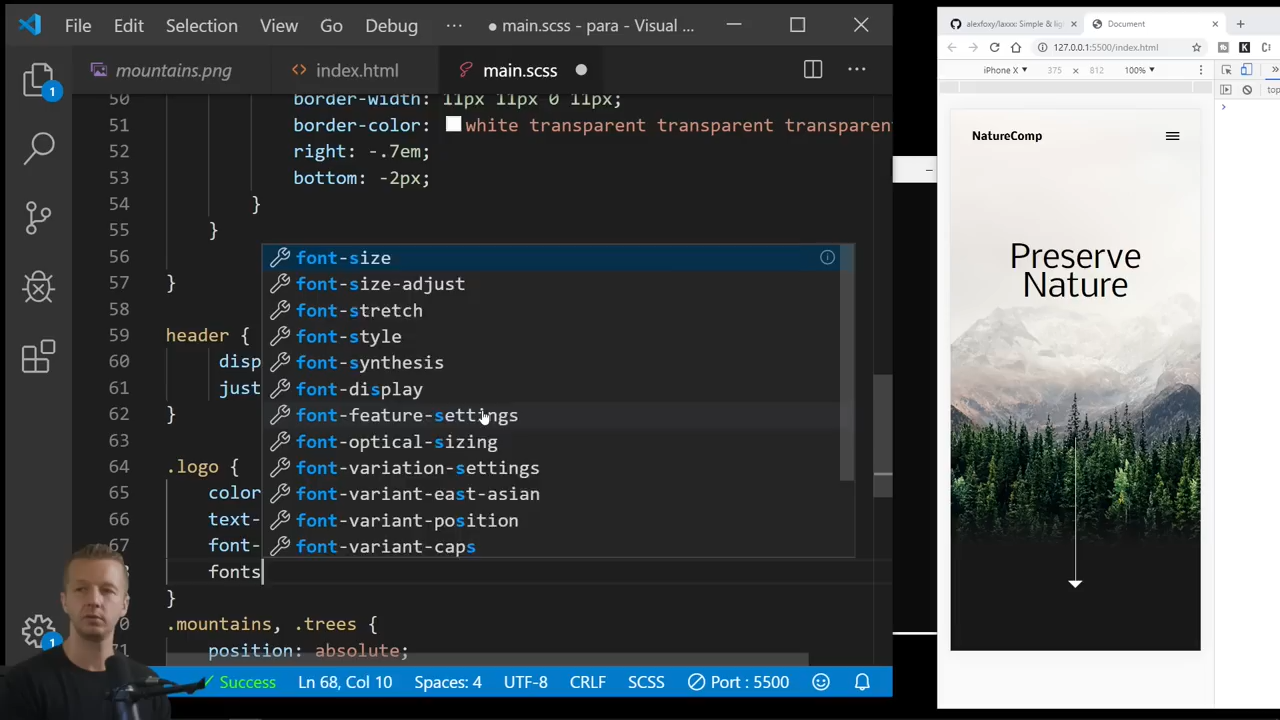 File Edit Selection View Go Debug ··· ● main.scss - para - Visual ...
mountains.png
index.html
main.scss
50 border-width: 11px 11px 0 11px;
51 border-color: white transparent transparent transparen
52 right: -.7em;
53 bottom: -2px;
54 }
55 }
56
57 }
58
59 header {
60 disp
61 just
62 }
63
64 .logo {
65 color
66 text-
67 font-
fonts
}
0 .mountains, .trees {
71 position: absolute;
font-size
font-size-adjust
font-stretch
font-style
font-synthesis
font-display
font-feature-settings
font-optical-sizing
font-variation-settings
font-variant-east-asian
font-variant-position
font-variant-caps
1
1
✓ Success Ln 68, Col 10 Spaces: 4 UTF-8 CRLF SCSS Port : 5500
alexfoxy/laxxx: Simple & lig
Document
127.0.0.1:5500/index.html
iPhone X ▼ 375 × 812 100% ▼
top
NatureComp
Preserve
Nature